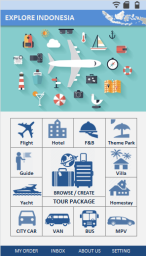 EXPLORE INDONESIA
Flight
Hotel
F&B
Theme Park
Guide
Villa
Yacht
BROWSE / CREATE
TOUR PACKAGE
Homestay
CITY CAR
VAN
BUS
MPV
MY ORDER
INBOX
ABOUT US
SETTING